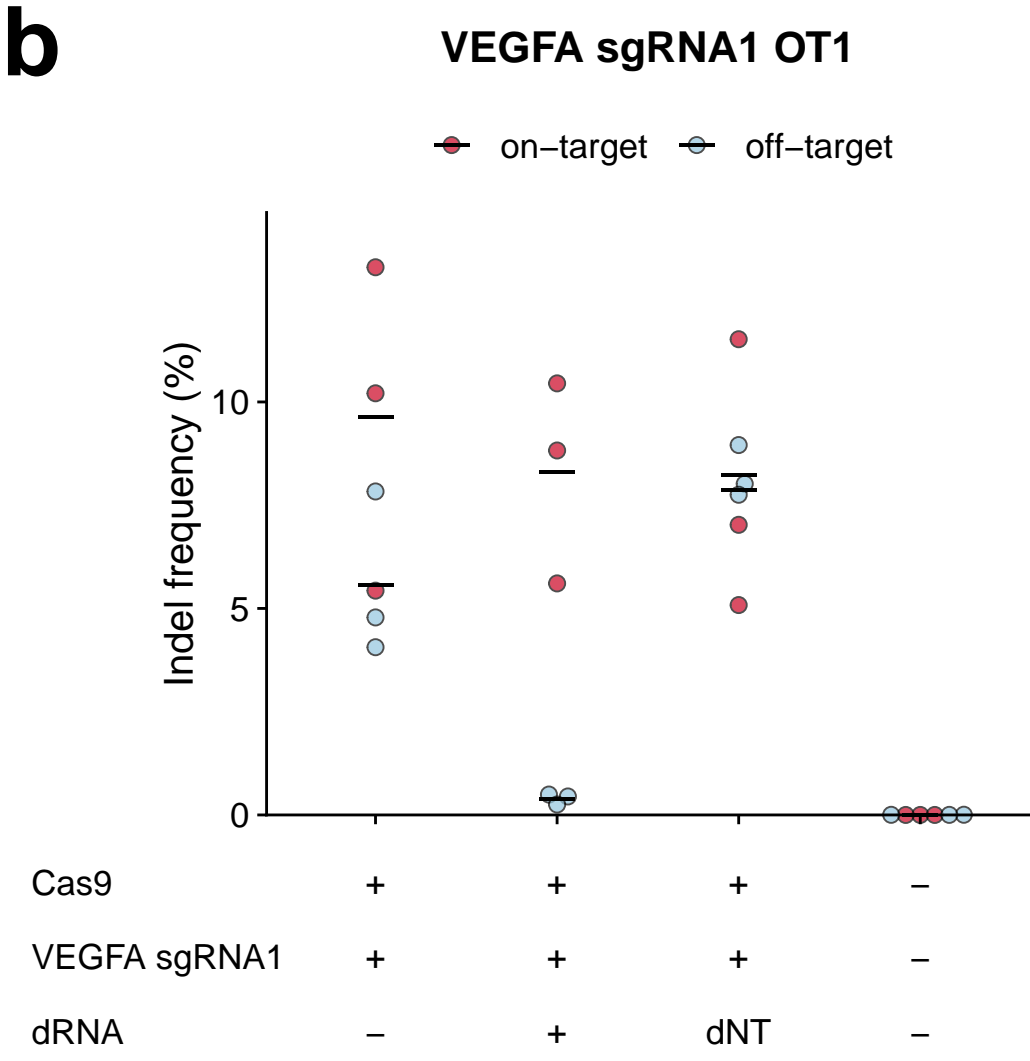 b
VEGFA sgRNA1 OT1
on−target off−target
Indel frequency (%)
10
5
0
Cas9 + + + −
VEGFA sgRNA1 + + + −
dRNA − + dNT −